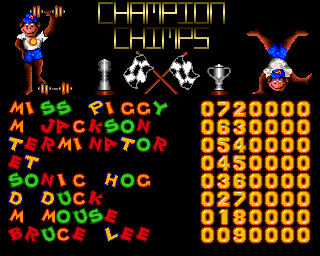 CHAMPION
CHIMPS
MISS PIGGY 0720000
M JACKSON 0630000
TERMINATOR 0540000
ET 0450000
SONIC HOG 0360000
D DUCK 0270000
M MOUSE 0180000
BRUCE LEE 0090000